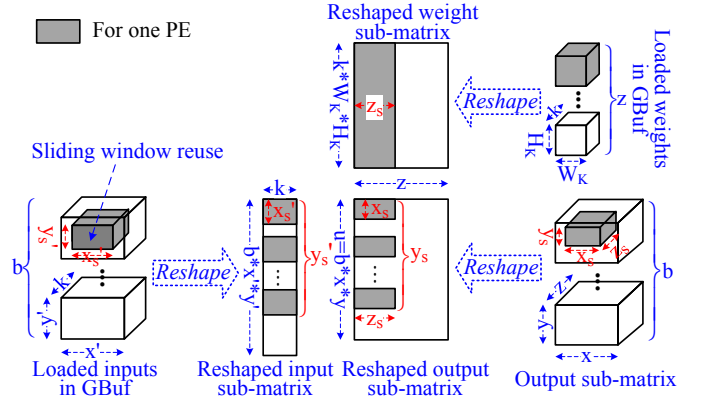 For one PE
Reshaped weight
sub-matrix
k*W_K*H_K
z_s
z
Reshape
Loaded weights
in GBuf
z
k
H_K
W_K
Sliding window reuse
b
y_s'
x_s'
k
y'
x'
Loaded inputs
in GBuf
Reshape
k
x_s'
b*x'*y'
y_s'
Reshaped input
sub-matrix
x_s
u=b*x*y
y_s
z_s
Reshaped output
sub-matrix
Reshape
y_s
x_s
z_s
b
z
y
x
Output sub-matrix